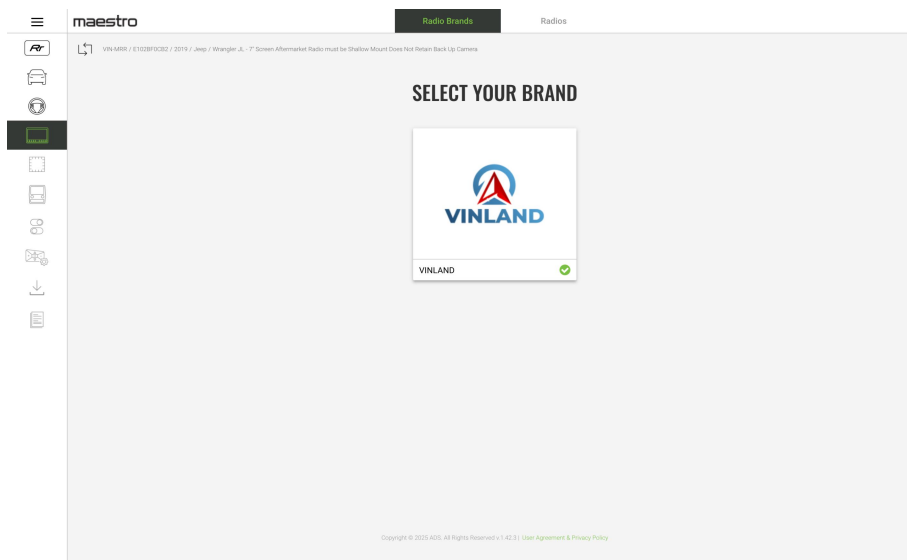 maestro
Radio Brands
Radios
Rr
VIN-MRR / E102BF0CB2 / 2019 / Jeep / Wrangler JL - 7" Screen Aftermarket Radio must be Shallow Mount Does Not Retain Back Up Camera
SELECT YOUR BRAND
VINLAND
VINLAND
Copyright © 2025 ADS. All Rights Reserved v 1.42.3 | User Agreement & Privacy Policy